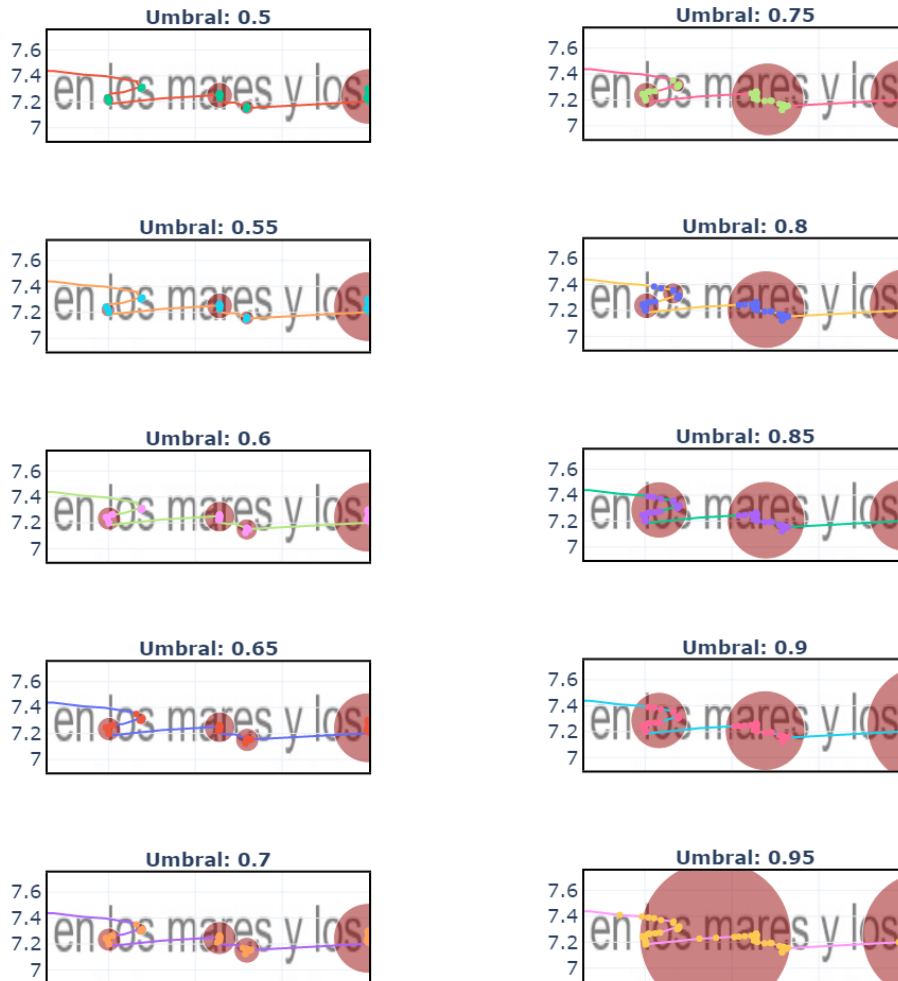 Umbral: 0.5
7.6
7.4
7.2
7
en los mares y los
Umbral: 0.75
7.6
7.4
7.2
7
en los mares y los
Umbral: 0.55
7.6
7.4
7.2
7
en los mares y los
Umbral: 0.8
7.6
7.4
7.2
7
en los mares y los
Umbral: 0.6
7.6
7.4
7.2
7
en los mares y los
Umbral: 0.85
7.6
7.4
7.2
7
en los mares y los
Umbral: 0.65
7.6
7.4
7.2
7
en los mares y los
Umbral: 0.9
7.6
7.4
7.2
7
en los mares y los
Umbral: 0.7
7.6
7.4
7.2
7
en los mares y los
Umbral: 0.95
7.6
7.4
7.2
7
en los mares y los